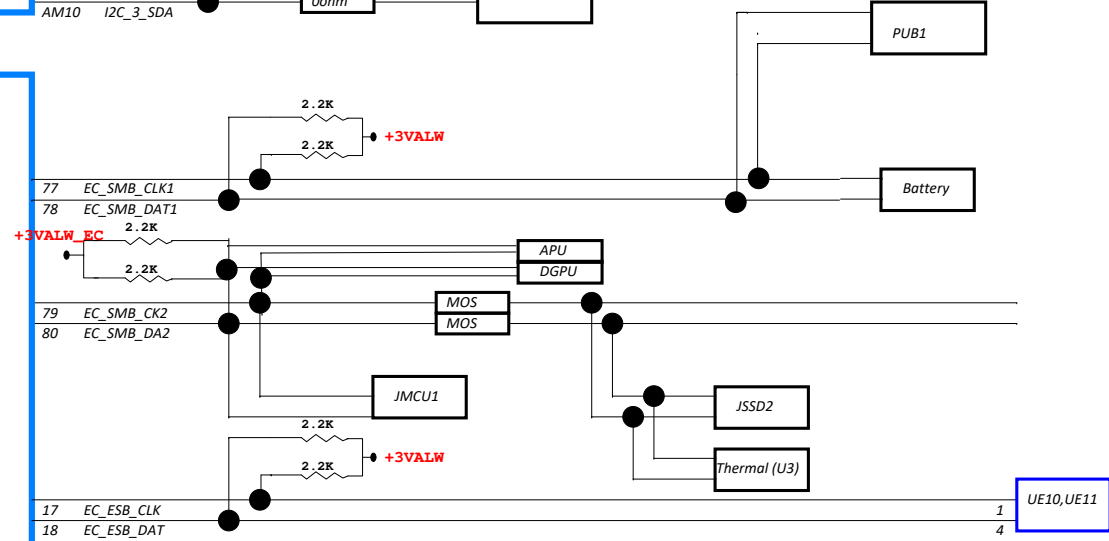 AM10 I2C_3_SDA
0ohm
PUB1
2.2K
+3VALW
2.2K
77 EC_SMB_CLK1
Battery
78 EC_SMB_DAT1
2.2K
+3VALW_EC
APU
2.2K
DGPU
MOS
79 EC_SMB_CK2
MOS
80 EC_SMB_DA2
JMCU1
JSSD2
2.2K
+3VALW
2.2K
Thermal (U3)
UE10,UE11
17 EC_ESB_CLK 1
18 EC_ESB_DAT 4